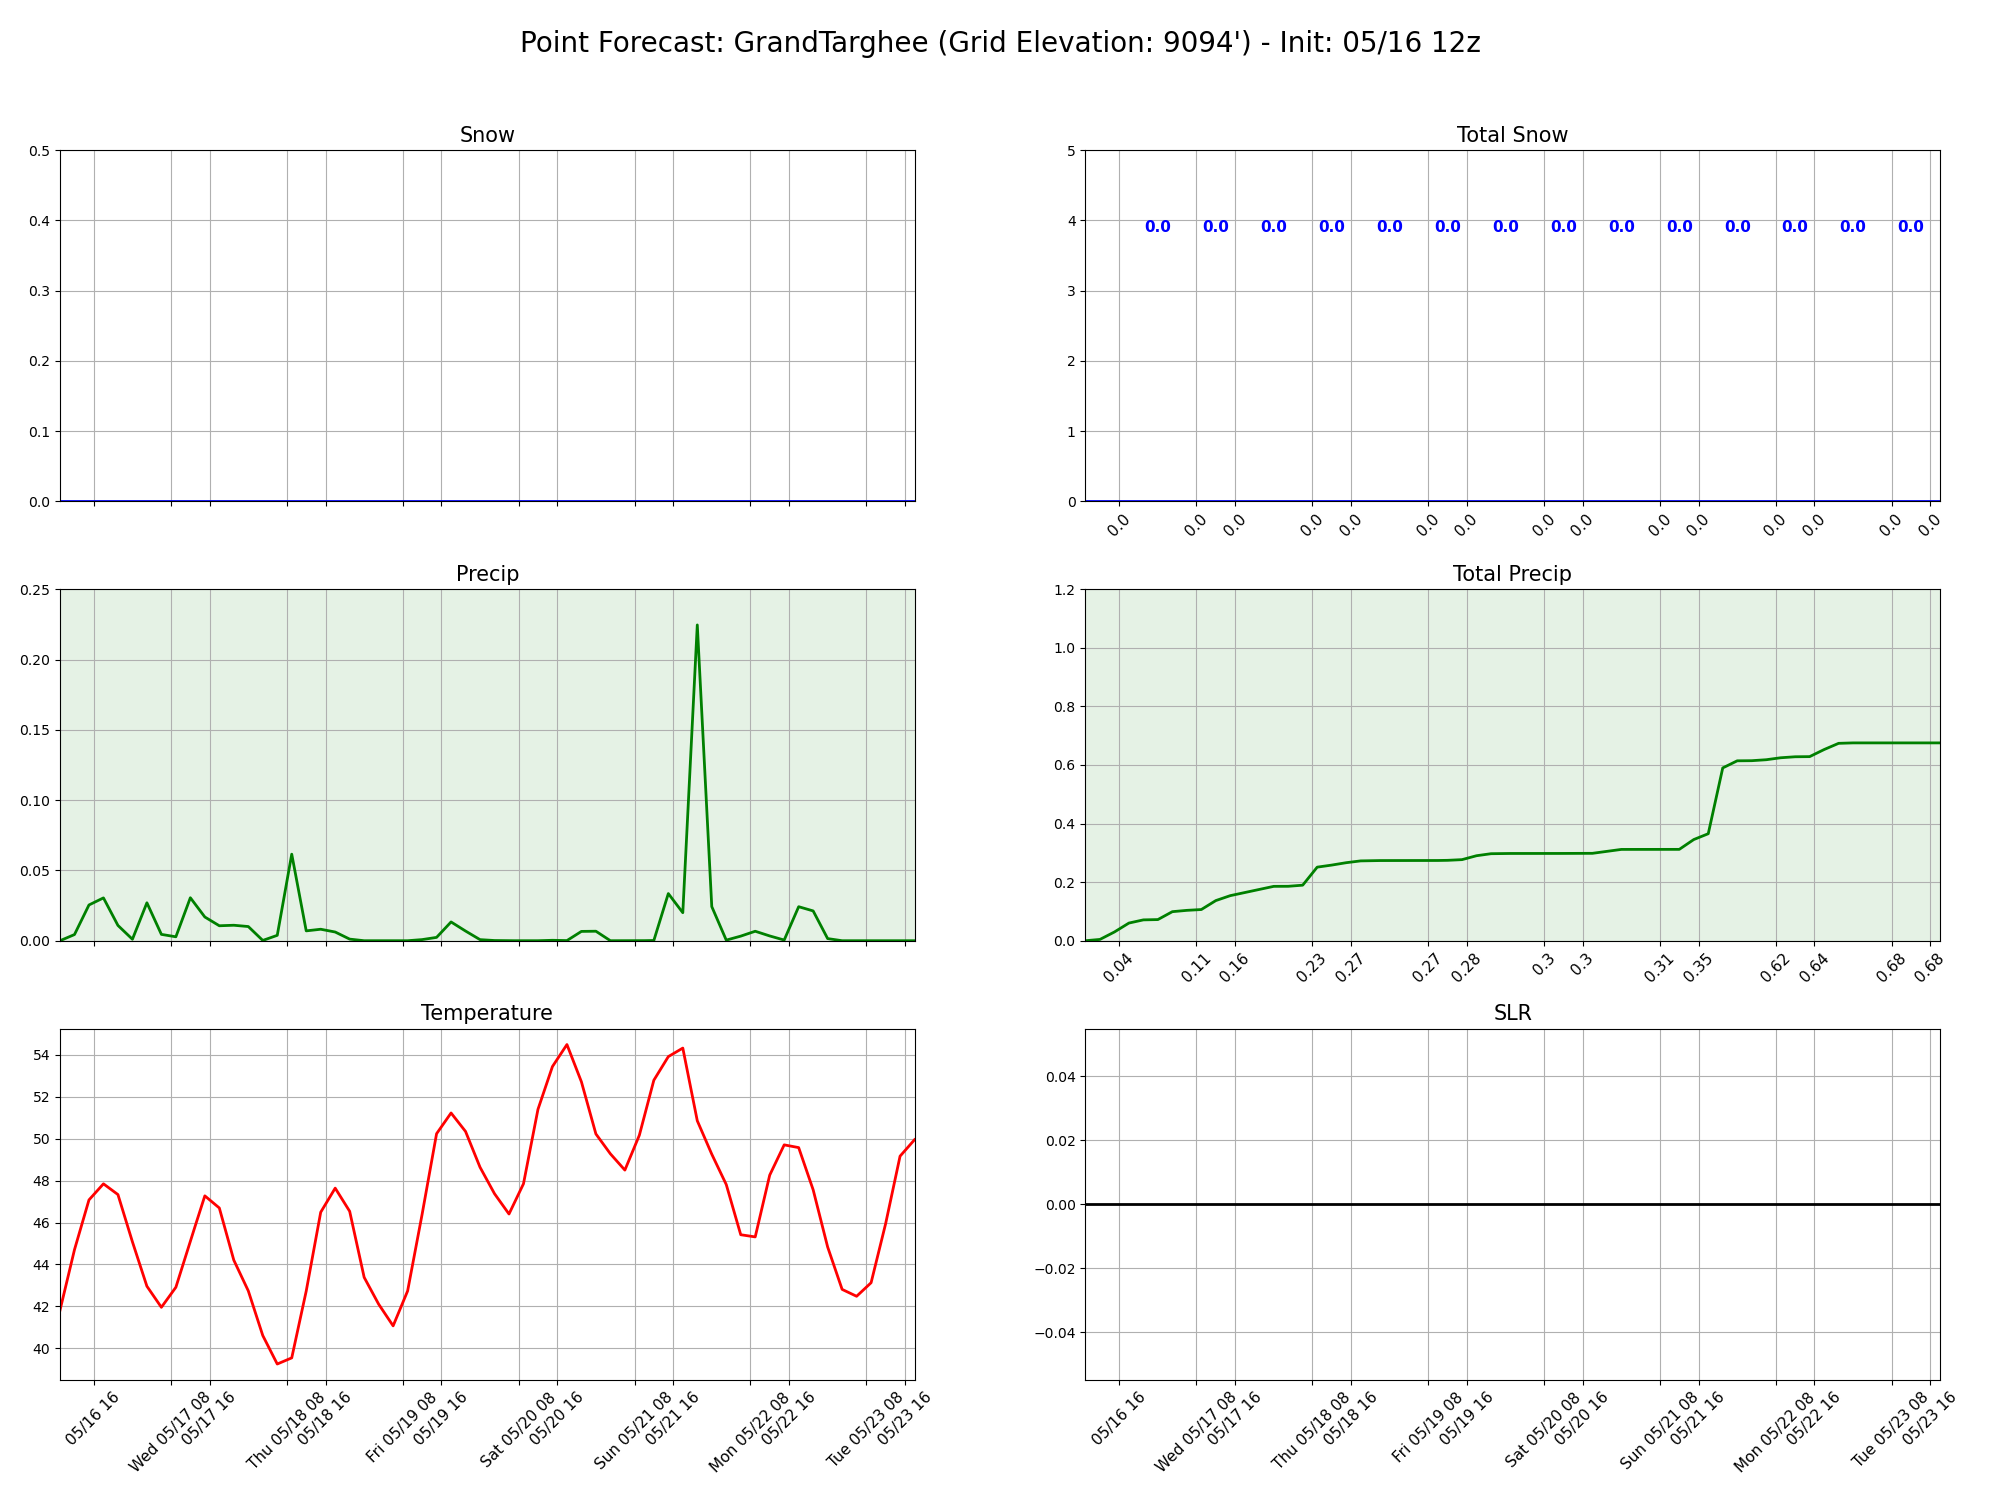 Point Forecast: GrandTarghee (Grid Elevation: 9094') - Init: 05/16 12z
Snow
0.5
0.4
0.3
0.2
0.1
0.0
Total Snow
5
4
3
2
1
0
0.0 0.0 0.0 0.0 0.0 0.0 0.0 0.0 0.0 0.0 0.0 0.0 0.0 0.0
0.0 0.0 0.0 0.0 0.0 0.0 0.0 0.0 0.0 0.0 0.0 0.0 0.0 0.0 0.0
Precip
0.25
0.20
0.15
0.10
0.05
0.00
Total Precip
1.2
1.0
0.8
0.6
0.4
0.2
0.0
0.04 0.11 0.16 0.23 0.27 0.27 0.28 0.3 0.3 0.31 0.35 0.62 0.64 0.68 0.68
Temperature
54
52
50
48
46
44
42
40
05/16 16
Wed 05/17 08
05/17 16
Thu 05/18 08
05/18 16
Fri 05/19 08
05/19 16
Sat 05/20 08
05/20 16
Sun 05/21 08
05/21 16
Mon 05/22 08
05/22 16
Tue 05/23 08
05/23 16
SLR
0.04
0.02
0.00
−0.02
−0.04
05/16 16
Wed 05/17 08
05/17 16
Thu 05/18 08
05/18 16
Fri 05/19 08
05/19 16
Sat 05/20 08
05/20 16
Sun 05/21 08
05/21 16
Mon 05/22 08
05/22 16
Tue 05/23 08
05/23 16